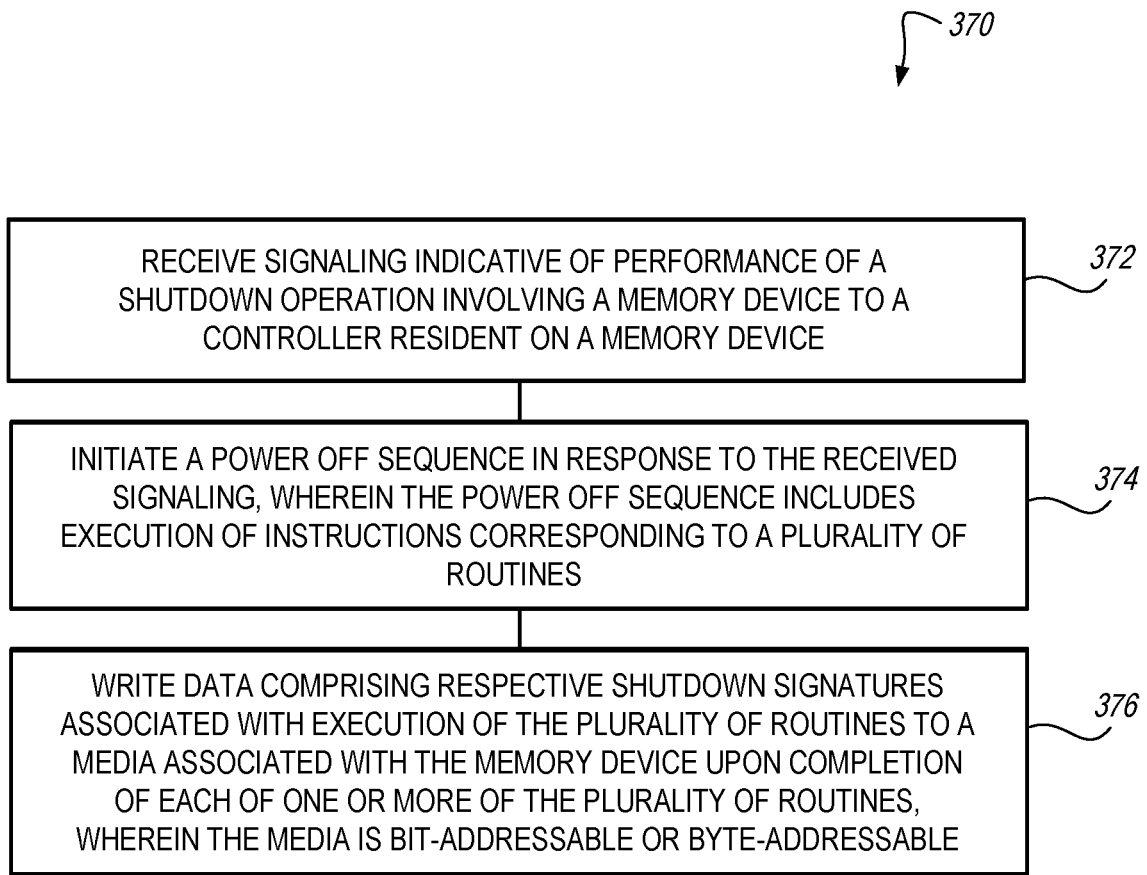 370
RECEIVE SIGNALING INDICATIVE OF PERFORMANCE OF A
SHUTDOWN OPERATION INVOLVING A MEMORY DEVICE TO A
CONTROLLER RESIDENT ON A MEMORY DEVICE
372
INITIATE A POWER OFF SEQUENCE IN RESPONSE TO THE RECEIVED
SIGNALING, WHEREIN THE POWER OFF SEQUENCE INCLUDES
EXECUTION OF INSTRUCTIONS CORRESPONDING TO A PLURALITY OF
ROUTINES
374
WRITE DATA COMPRISING RESPECTIVE SHUTDOWN SIGNATURES
ASSOCIATED WITH EXECUTION OF THE PLURALITY OF ROUTINES TO A
MEDIA ASSOCIATED WITH THE MEMORY DEVICE UPON COMPLETION
OF EACH OF ONE OR MORE OF THE PLURALITY OF ROUTINES,
WHEREIN THE MEDIA IS BIT-ADDRESSABLE OR BYTE-ADDRESSABLE
376